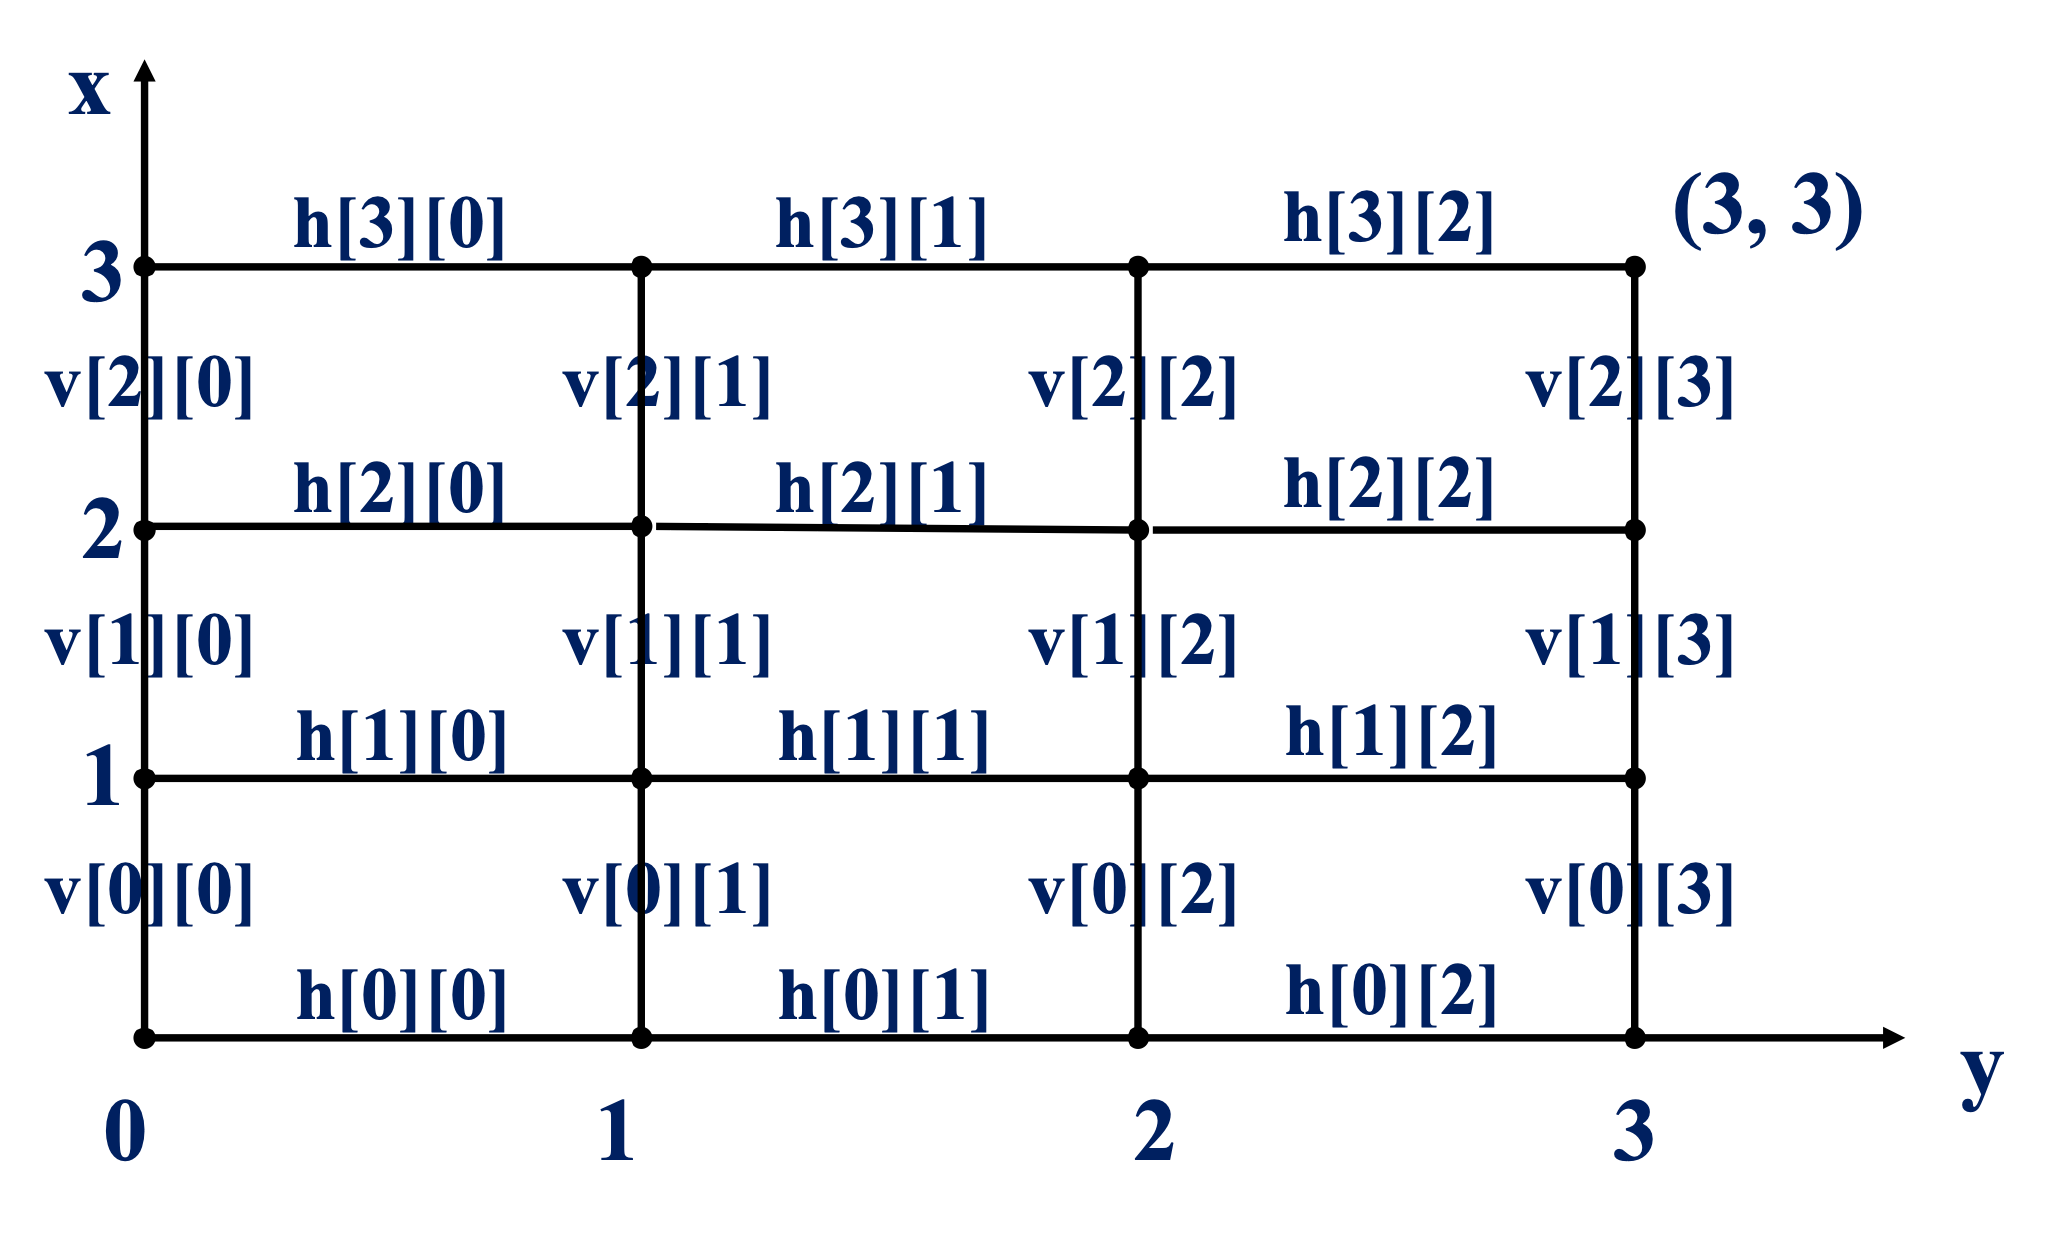 x
h[3][0] h[3][1] h[3][2] (3, 3)
3
v[2][0] v[2][1] v[2][2] v[2][3]
h[2][0] h[2][1] h[2][2]
2
v[1][0] v[1][1] v[1][2] v[1][3]
h[1][0] h[1][1] h[1][2]
1
v[0][0] v[0][1] v[0][2] v[0][3]
h[0][0] h[0][1] h[0][2]
y
0 1 2 3